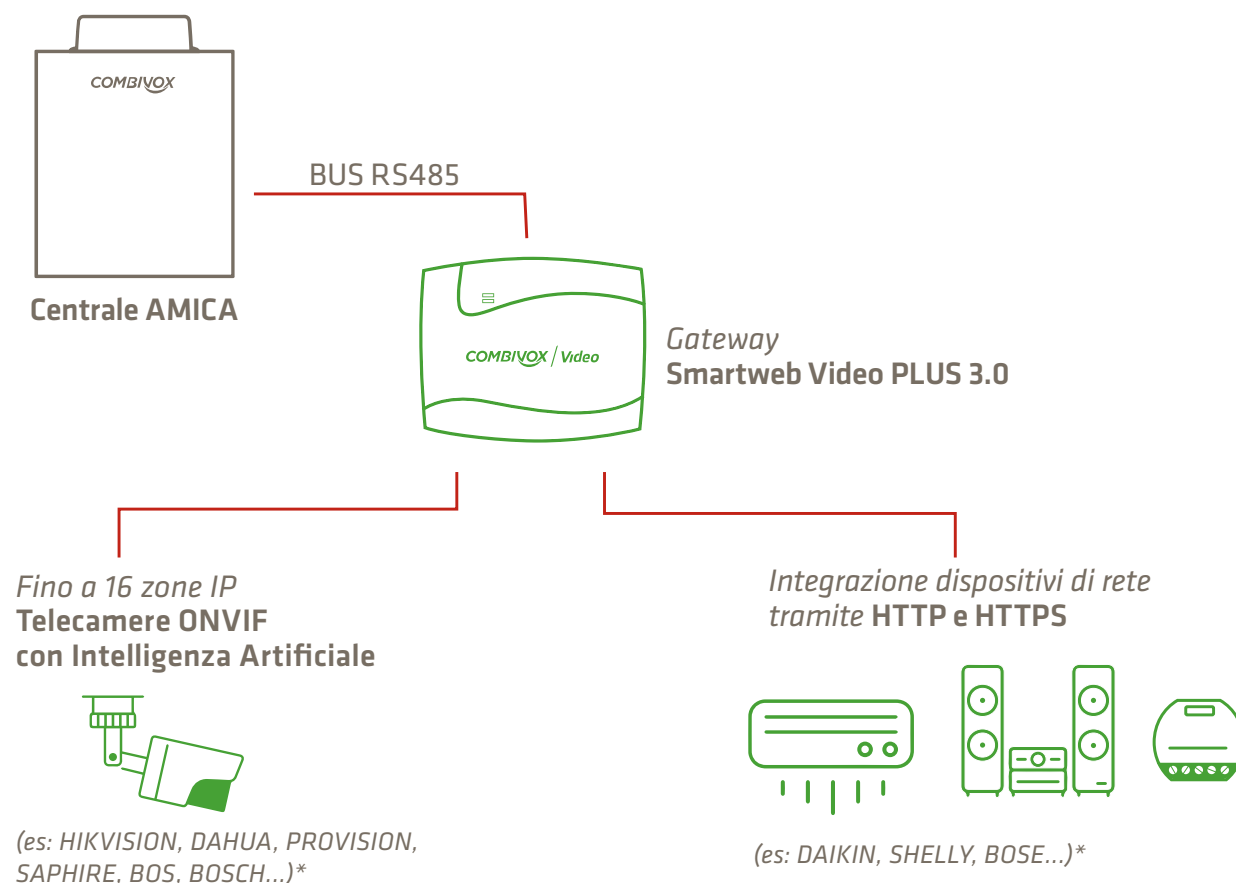 COMBIVOX
BUS RS485
Centrale AMICA
COMBIVOX / Video
Gateway
Smartweb Video PLUS 3.0
Fino a 16 zone IP
Telecamere ONVIF
con Intelligenza Artificiale
(es: HIKVISION, DAHUA, PROVISION,
SAPHIRE, BOS, BOSCH...)*
Integrazione dispositivi di rete
tramite HTTP e HTTPS
(es: DAIKIN, SHELLY, BOSE...)*